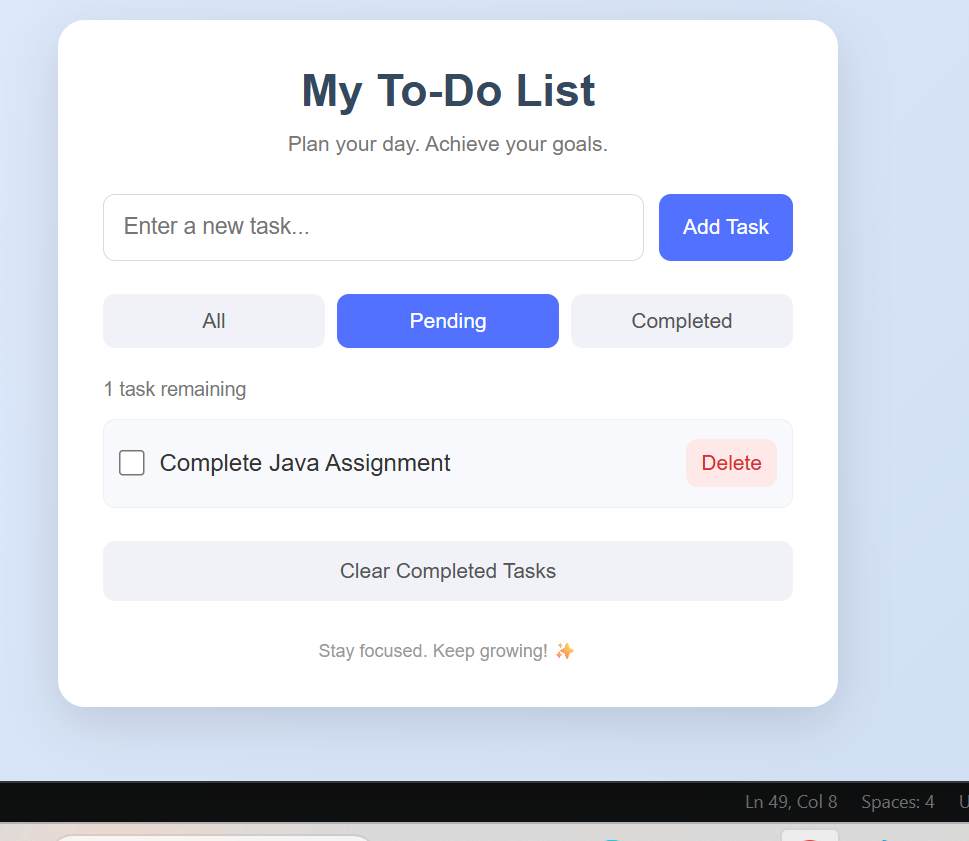 My To-Do List
Plan your day. Achieve your goals.
Enter a new task...
Add Task
All
Pending
Completed
1 task remaining
Complete Java Assignment
Delete
Clear Completed Tasks
Stay focused. Keep growing! ✨
Ln 49, Col 8 Spaces: 4